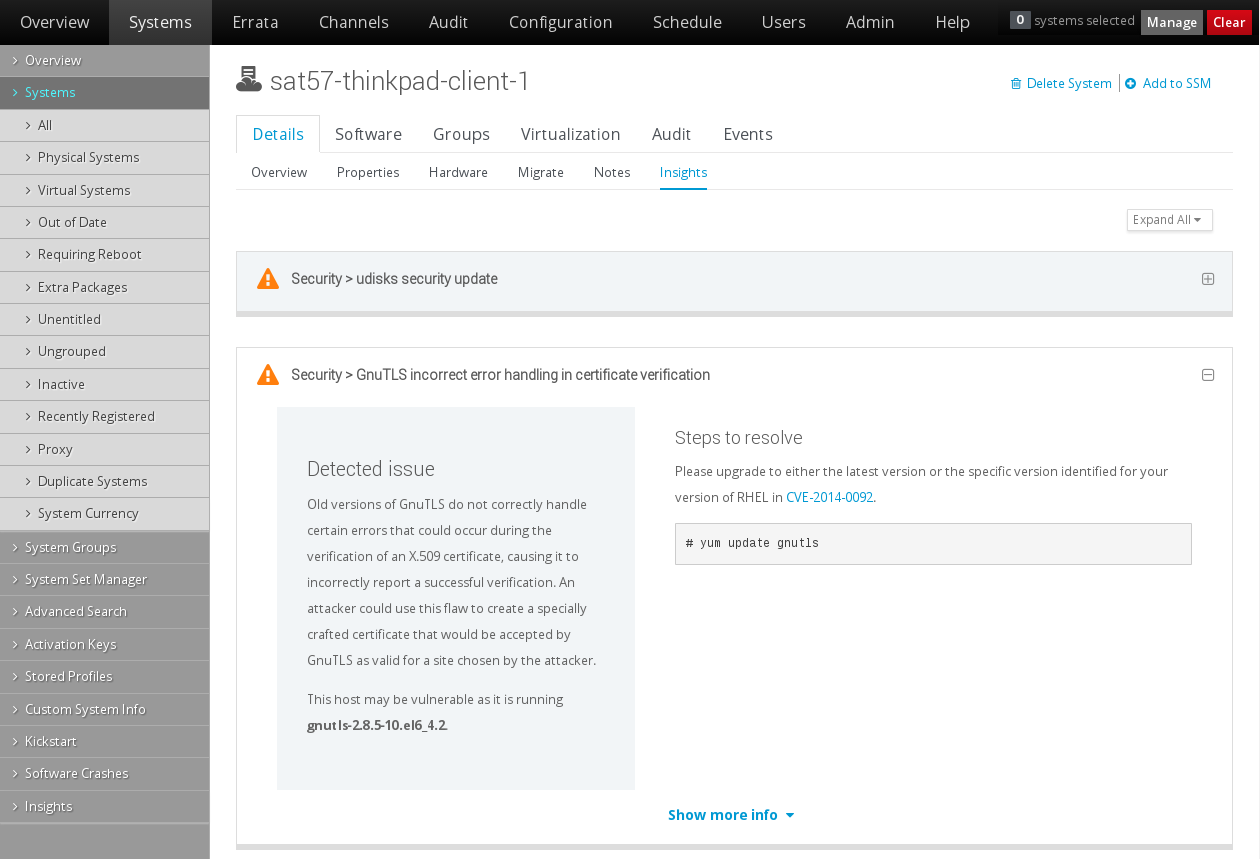 Overview Systems Errata Channels Audit Configuration Schedule Users Admin Help 0 systems selected Manage Clear
Overview
Systems
All
Physical Systems
Virtual Systems
Out of Date
Requiring Reboot
Extra Packages
Unentitled
Ungrouped
Inactive
Recently Registered
Proxy
Duplicate Systems
System Currency
System Groups
System Set Manager
Advanced Search
Activation Keys
Stored Profiles
Custom System Info
Kickstart
Software Crashes
Insights
sat57-thinkpad-client-1
Delete System Add to SSM
Details Software Groups Virtualization Audit Events
Overview Properties Hardware Migrate Notes Insights
Expand All
Security > udisks security update
Security > GnuTLS incorrect error handling in certificate verification
Detected issue
Old versions of GnuTLS do not correctly handle
certain errors that could occur during the
verification of an X.509 certificate, causing it to
incorrectly report a successful verification. An
attacker could use this flaw to create a specially
crafted certificate that would be accepted by
GnuTLS as valid for a site chosen by the attacker.
This host may be vulnerable as it is running
gnutls-2.8.5-10.el6_4.2.
Steps to resolve
Please upgrade to either the latest version or the specific version identified for your
version of RHEL in CVE-2014-0092.
# yum update gnutls
Show more info